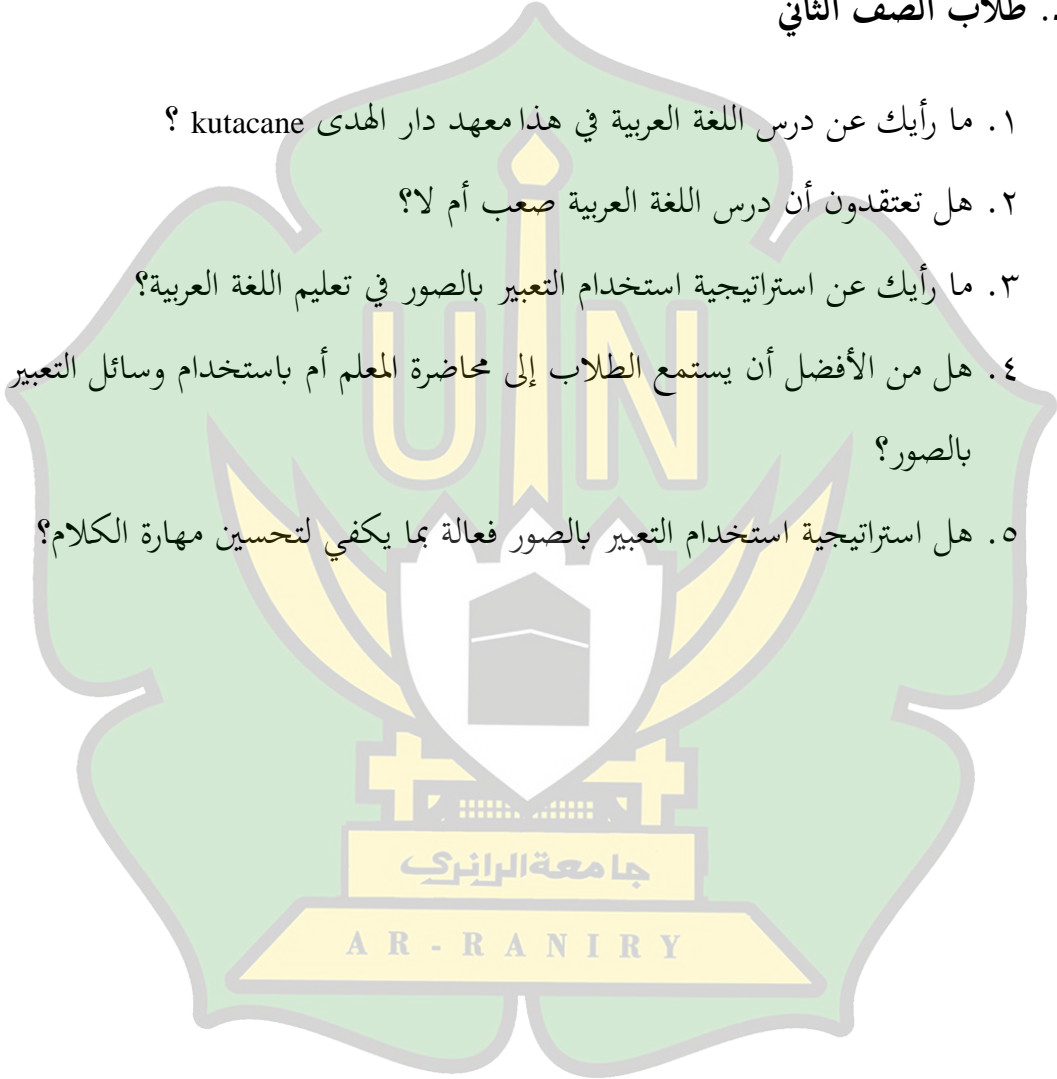 طلاب الصف الثاني
١. ما رأيك عن درس اللغة العربية في هذا معهد دار الهدى kutacane ؟
٢. هل تعتقدون أن درس اللغة العربية صعب أم لا؟
٣. ما رأيك عن استراتيجية استخدام التعبير بالصور في تعليم اللغة العربية؟
٤. هل من الأفضل أن يستمع الطلاب إلى محاضرة المعلم أم باستخدام وسائل التعبير
بالصور؟
٥. هل استراتيجية استخدام التعبير بالصور فعالة بما يكفي لتحسين مهارة الكلام؟
UIN
جامعة الرانري
AR-RANIRY